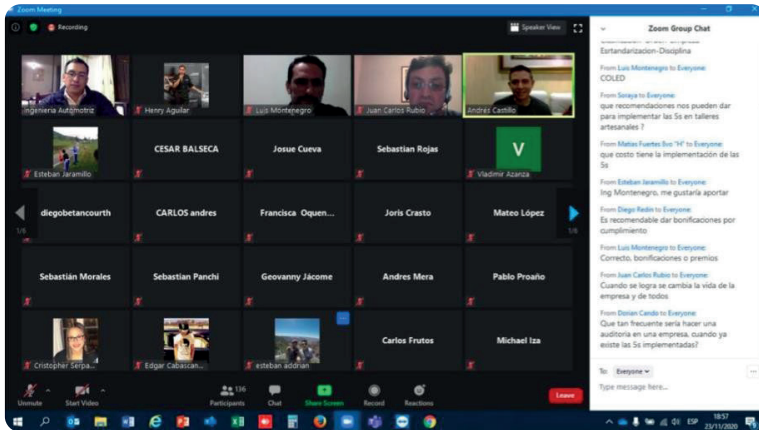 Zoom Meeting
Recording
Speaker View
Ingenieria Automotriz
Henry Aguilar
Luis Montenegro
Juan Carlos Rubio
Andres Castillo
Esteban Jaramillo
CESAR BALSECA
Josue Cueva
Sebastian Rojas
V
Vladimir Azanza
diegobetancourth
CARLOS andres
Francisca Oquen...
Joris Crasto
Mateo López
1/6
1/6
Sebastián Morales
Sebastian Panchi
Geovanny Jácome
Andres Mera
Pablo Proaño
Cristopher Serpa...
Edgar Cabascan...
esteban addrian
Carlos Frutos
Michael Iza
Unmute
Start Video
136
Participants
Chat
Share Screen
Record
Reactions
Leave
Zoom Group Chat
Estandarizacion-Disciplina
From Luis Montenegro to Everyone:
COLED
From Soraya to Everyone:
que recomendaciones nos pueden dar
para implementar las 5s en talleres
artesanales ?
From Matías Fuertes 8vo "H" to Everyone:
que costo tiene la implementación de las
5s
From Esteban Jaramillo to Everyone:
Ing Montenegro, me gustaría aportar
From Diego Redín to Everyone:
Es recomendable dar bonificaciones por
cumplimiento
From Luis Montenegro to Everyone:
Correcto, bonificaciones o premios
From Juan Carlos Rubio to Everyone:
Cuando se logra se cambia la vida de la
empresa y de todos
From Dorian Cando to Everyone:
Que tan frecuente sería hacer una
auditoria en una empresa, cuando ya
existe las 5s implementadas?
To: Everyone
Type message here...
ESP
18:57
23/11/2020